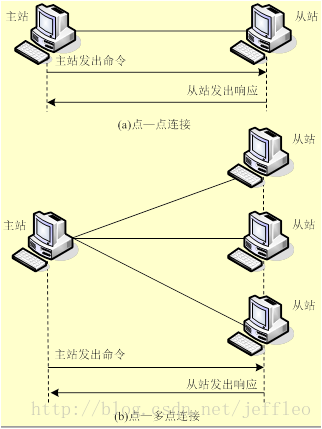 主站
从站
主站发出命令
从站发出响应
(a)点—点连接
从站
主站
从站
从站
主站发出命令
从站发出响应
http://blog.csdn.net/jeffleo
(b)点—多点连接